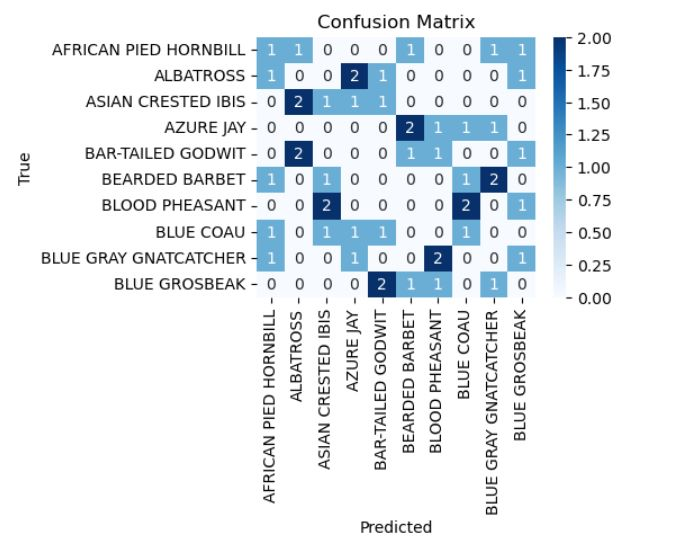 Confusion Matrix
AFRICAN PIED HORNBILL 1 1 0 0 0 1 0 0 1 1
ALBATROSS 1 0 0 2 1 0 0 0 0 1
ASIAN CRESTED IBIS 0 2 1 1 1 0 0 0 0 0
AZURE JAY 0 0 0 0 0 2 1 1 1 0
BAR-TAILED GODWIT 0 2 0 0 0 1 1 0 0 1
BEARDED BARBET 1 0 1 0 0 0 0 1 2 0
BLOOD PHEASANT 0 0 2 0 0 0 0 2 0 1
BLUE COAU 1 0 1 1 1 0 0 1 0 0
BLUE GRAY GNATCATCHER 1 0 0 1 0 0 2 0 0 1
BLUE GROSBEAK 0 0 0 0 2 1 1 0 1 0
True
2.00
1.75
1.50
1.25
1.00
0.75
0.50
0.25
0.00
AFRICAN PIED HORNBILL
ALBATROSS
ASIAN CRESTED IBIS
AZURE JAY
BAR-TAILED GODWIT
BEARDED BARBET
BLOOD PHEASANT
BLUE COAU
BLUE GRAY GNATCATCHER
BLUE GROSBEAK
Predicted